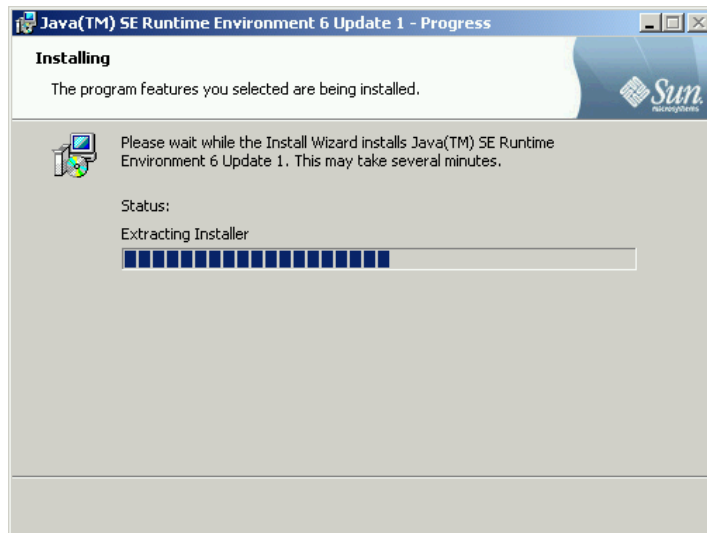 Java(TM) SE Runtime Environment 6 Update 1 - Progress
Installing
The program features you selected are being installed.
Sun
microsystems
Please wait while the Install Wizard installs Java(TM) SE Runtime
Environment 6 Update 1. This may take several minutes.
Status:
Extracting Installer